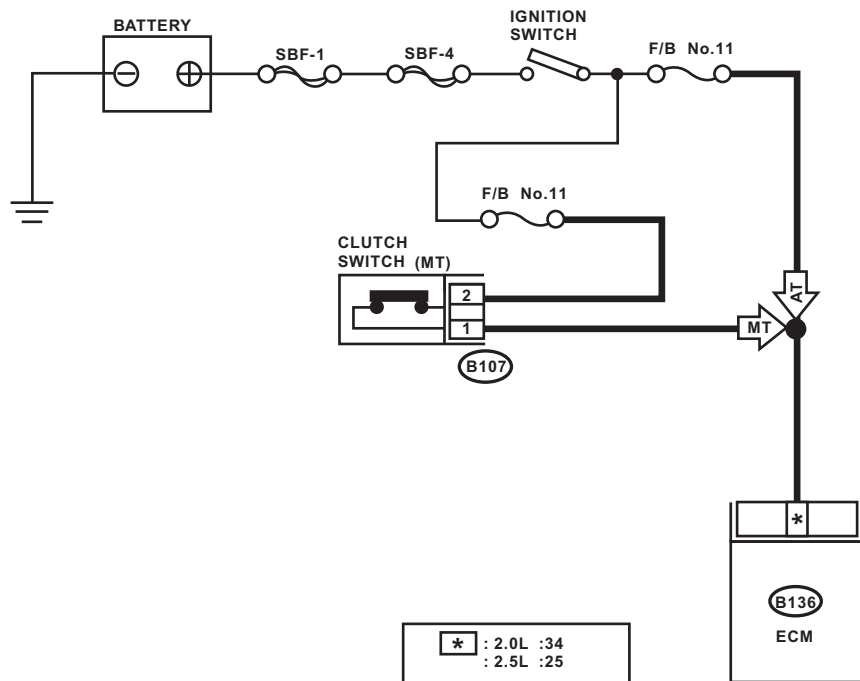 IGNITION
SWITCH
BATTERY
SBF-1
SBF-4
F/B No.11
F/B No.11
CLUTCH
SWITCH (MT)
2
1
B107
AT
MT
*
B136
ECM
* : 2.0L :34
: 2.5L :25